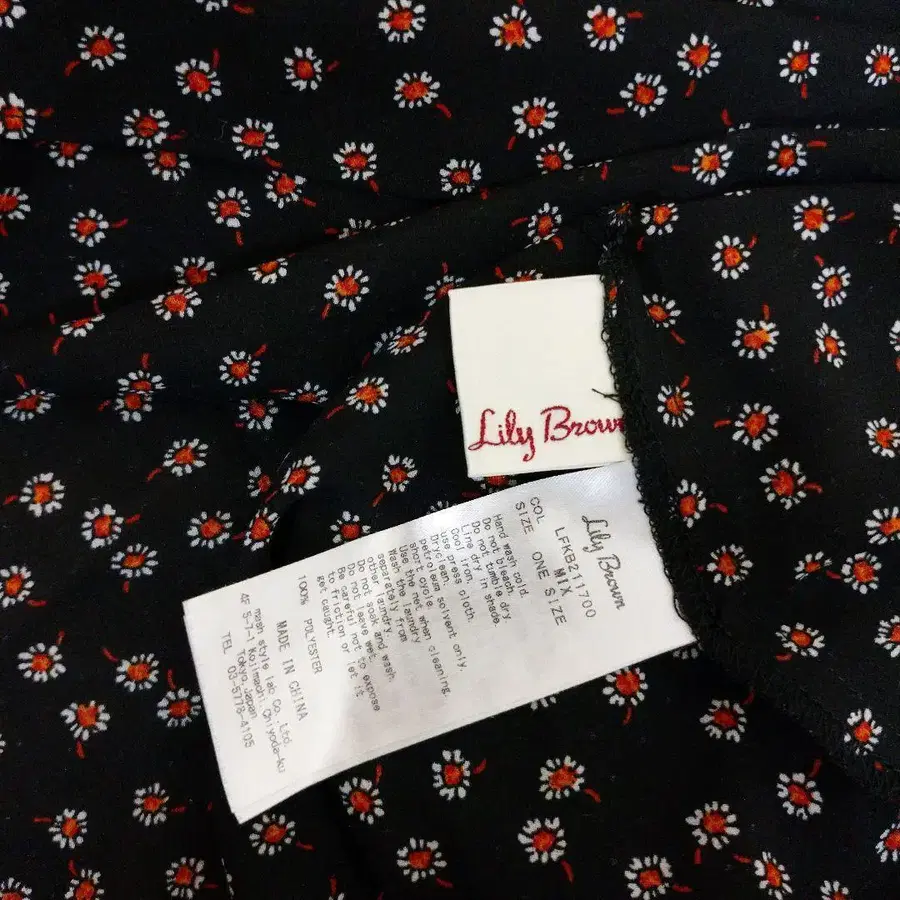 Lily Brown
Lily Brown
LFKB211700
COL MIX
SIZE ONE SIZE
Hand wash cold.
Do not bleach.
Do not tumble dry
Line dry in shade.
Cool iron.
use press cloth.
Dryclean,
petroleum solvent only.
short cycle.
Use the net when cleaning.
Wash the laundry
separately from
other laundry.
Do not soak and wash.
Do not leave wet.
Be careful not to expose
to friction or let it
get caught.
100% POLYESTER
MADE IN CHINA
mash style lab Co., Ltd.
4F 5-7-1 Kojimachi, Chiyoda-ku
Tokyo, Japan
TEL 03-5778-4105